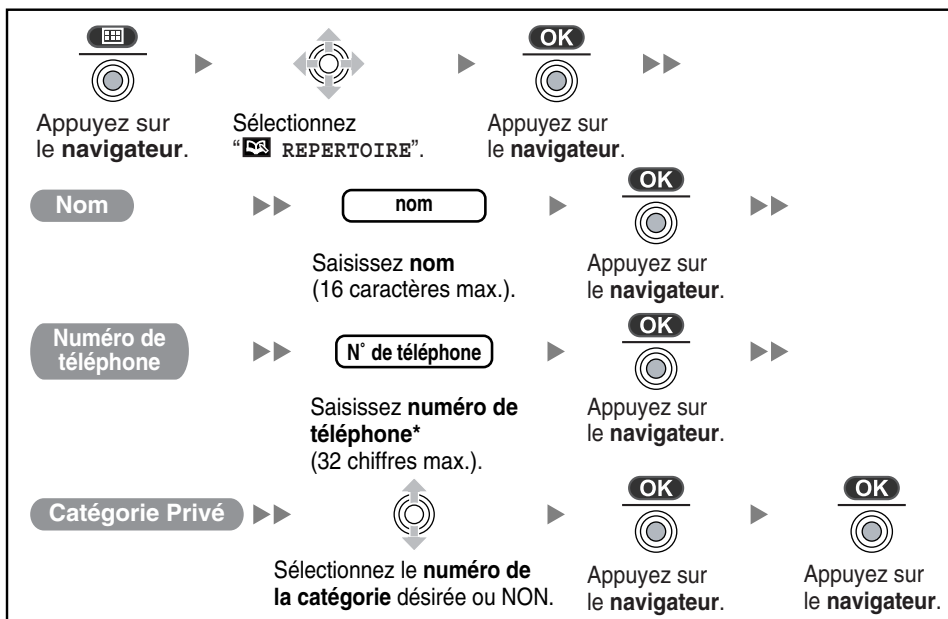 OK
Appuyez sur
le navigateur.
Sélectionnez
“ REPERTOIRE”.
Appuyez sur
le navigateur.
Nom
nom
OK
Saisissez nom
(16 caractères max.).
Appuyez sur
le navigateur.
Numéro de
téléphone
N° de téléphone
OK
Saisissez numéro de
téléphone*
(32 chiffres max.).
Appuyez sur
le navigateur.
Catégorie Privé
OK
OK
Sélectionnez le numéro de
la catégorie désirée ou NON.
Appuyez sur
le navigateur.
Appuyez sur
le navigateur.